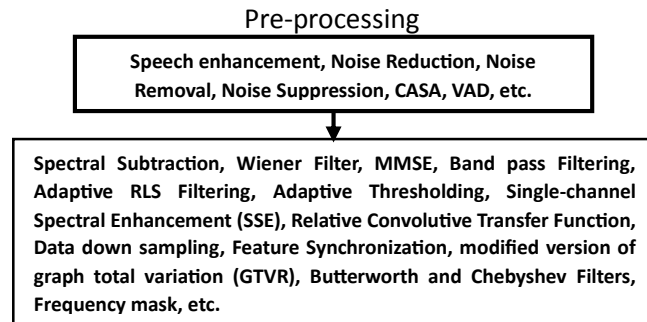 Pre-processing
Speech enhancement, Noise Reduction, Noise
Removal, Noise Suppression, CASA, VAD, etc.
Spectral Subtraction, Wiener Filter, MMSE, Band pass Filtering,
Adaptive RLS Filtering, Adaptive Thresholding, Single-channel
Spectral Enhancement (SSE), Relative Convolutive Transfer Function,
Data down sampling, Feature Synchronization, modified version of
graph total variation (GTVR), Butterworth and Chebyshev Filters,
Frequency mask, etc.